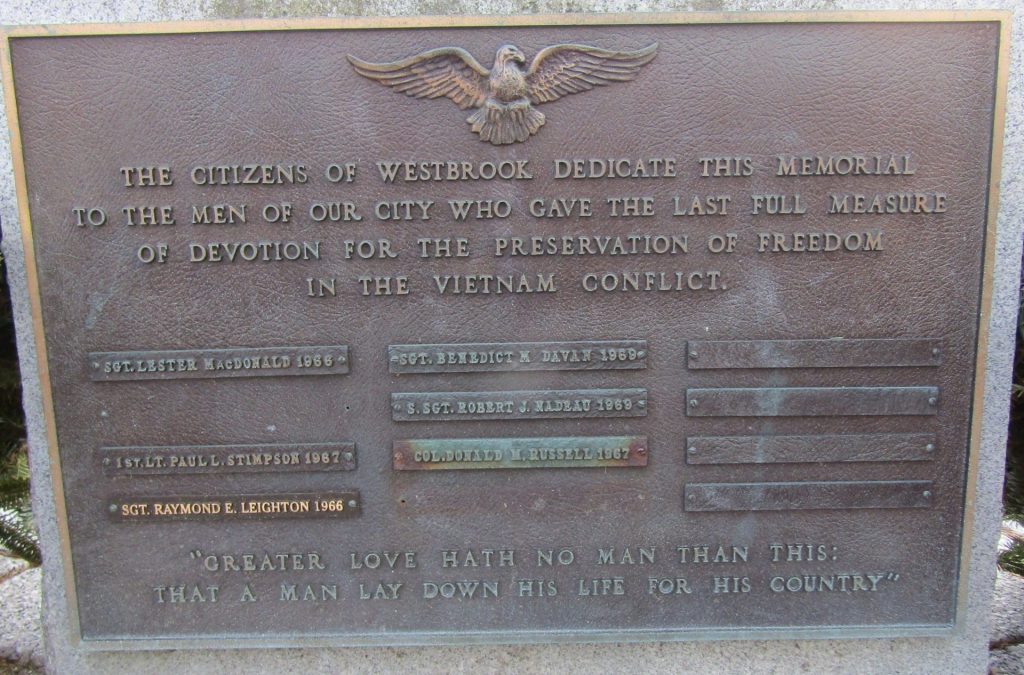 THE CITIZENS OF WESTBROOK DEDICATE THIS MEMORIAL
TO THE MEN OF OUR CITY WHO GAVE THE LAST FULL MEASURE
OF DEVOTION FOR THE PRESERVATION OF FREEDOM
IN THE VIETNAM CONFLICT.
SGT. LESTER MACDONALD 1966
1ST. LT. PAUL L. STIMPSON 1967
SGT. RAYMOND E. LEIGHTON 1966
SGT. BENEDICT M DAVAN 1969
S. SGT. ROBERT J. NADEAU 1969
COL. DONALD M. RUSSELL 1967
"GREATER LOVE HATH NO MAN THAN THIS:
THAT A MAN LAY DOWN HIS LIFE FOR HIS COUNTRY"